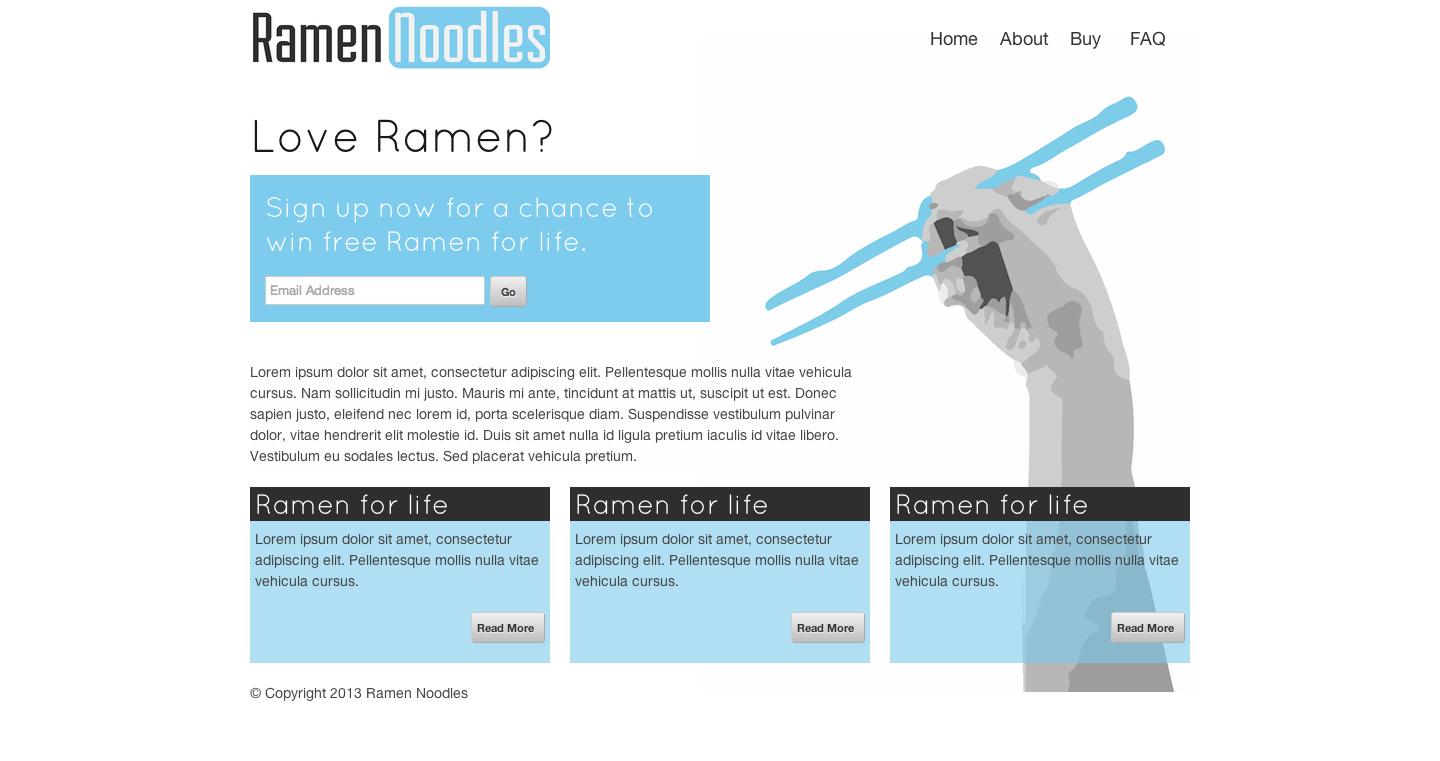 Ramen Noodles
Home About Buy FAQ
Love Ramen?
Sign up now for a chance to
win free Ramen for life.
Email Address Go
Lorem ipsum dolor sit amet, consectetur adipiscing elit. Pellentesque mollis nulla vitae vehicula
cursus. Nam sollicitudin mi justo. Mauris mi ante, tincidunt at mattis ut, suscipit ut est. Donec
sapien justo, eleifend nec lorem id, porta scelerisque diam. Suspendisse vestibulum pulvinar
dolor, vitae hendrerit elit molestie id. Duis sit amet nulla id ligula pretium iaculis id vitae libero.
Vestibulum eu sodales lectus. Sed placerat vehicula pretium.
Ramen for life
Lorem ipsum dolor sit amet, consectetur
adipiscing elit. Pellentesque mollis nulla vitae
vehicula cursus.
Read More
Ramen for life
Lorem ipsum dolor sit amet, consectetur
adipiscing elit. Pellentesque mollis nulla vitae
vehicula cursus.
Read More
Ramen for life
Lorem ipsum dolor sit amet, consectetur
adipiscing elit. Pellentesque mollis nulla vitae
vehicula cursus.
Read More
© Copyright 2013 Ramen Noodles